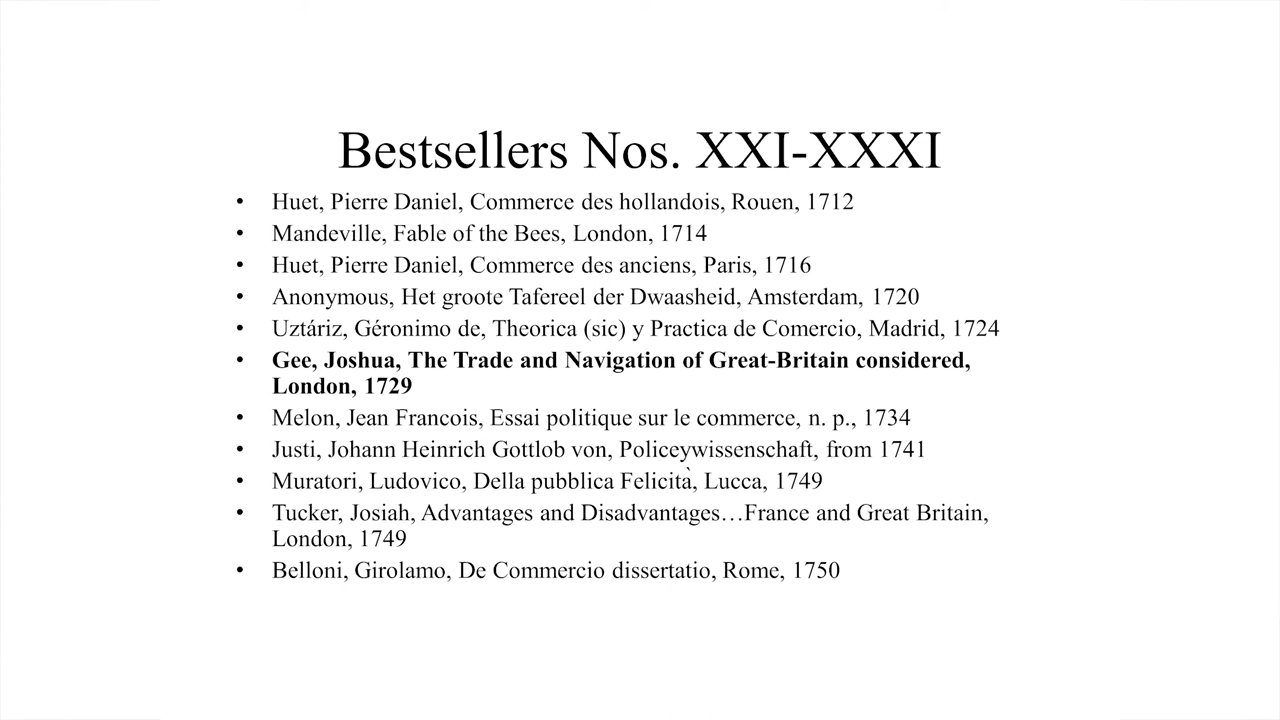 Bestsellers Nos. XXI-XXXI
• Huet, Pierre Daniel, Commerce des hollandois, Rouen, 1712
• Mandeville, Fable of the Bees, London, 1714
• Huet, Pierre Daniel, Commerce des anciens, Paris, 1716
• Anonymous, Het groote Tafereel der Dwaasheid, Amsterdam, 1720
• Uztáriz, Géronimo de, Theorica (sic) y Practica de Comercio, Madrid, 1724
• Gee, Joshua, The Trade and Navigation of Great-Britain considered,
London, 1729
• Melon, Jean Francois, Essai politique sur le commerce, n. p., 1734
• Justi, Johann Heinrich Gottlob von, Policeywissenschaft, from 1741
• Muratori, Ludovico, Della pubblica Felicità, Lucca, 1749
• Tucker, Josiah, Advantages and Disadvantages…France and Great Britain,
London, 1749
• Belloni, Girolamo, De Commercio dissertatio, Rome, 1750